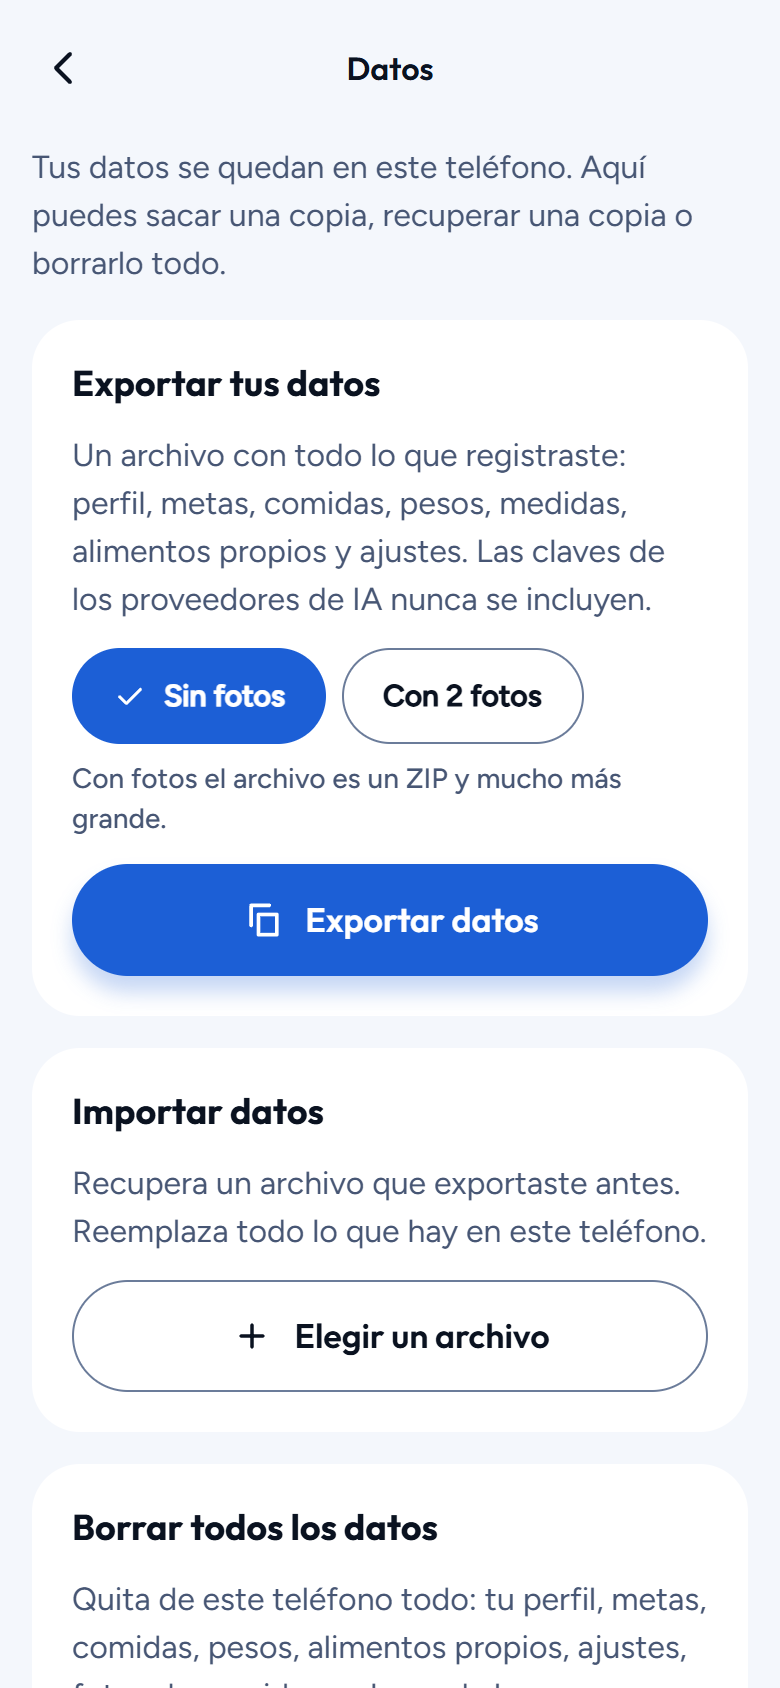 Datos
Tus datos se quedan en este teléfono. Aquí
puedes sacar una copia, recuperar una copia o
borrarlo todo.
Exportar tus datos
Un archivo con todo lo que registraste:
perfil, metas, comidas, pesos, medidas,
alimentos propios y ajustes. Las claves de
los proveedores de IA nunca se incluyen.
Sin fotos
Con 2 fotos
Con fotos el archivo es un ZIP y mucho más
grande.
Exportar datos
Importar datos
Recupera un archivo que exportaste antes.
Reemplaza todo lo que hay en este teléfono.
Elegir un archivo
Borrar todos los datos
Quita de este teléfono todo: tu perfil, metas,
comidas, pesos, alimentos propios, ajustes,